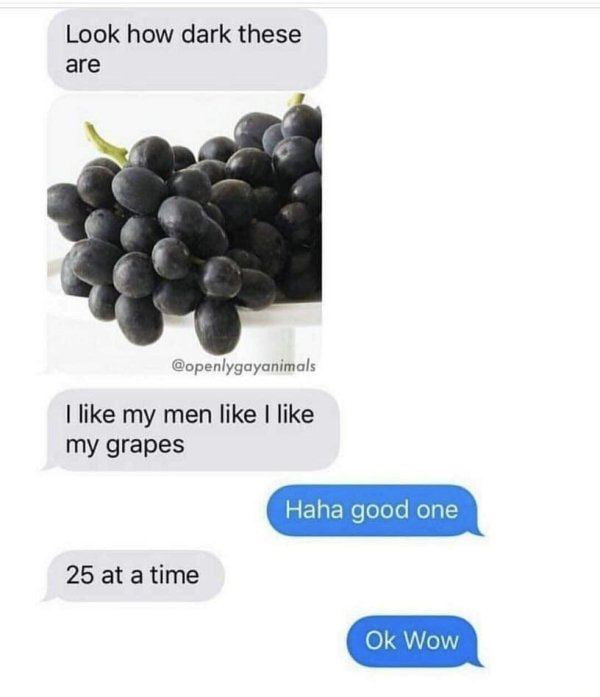 Look how dark these
are
@openlygayanimals
I like my men like I like
my grapes
Haha good one
25 at a time
Ok Wow